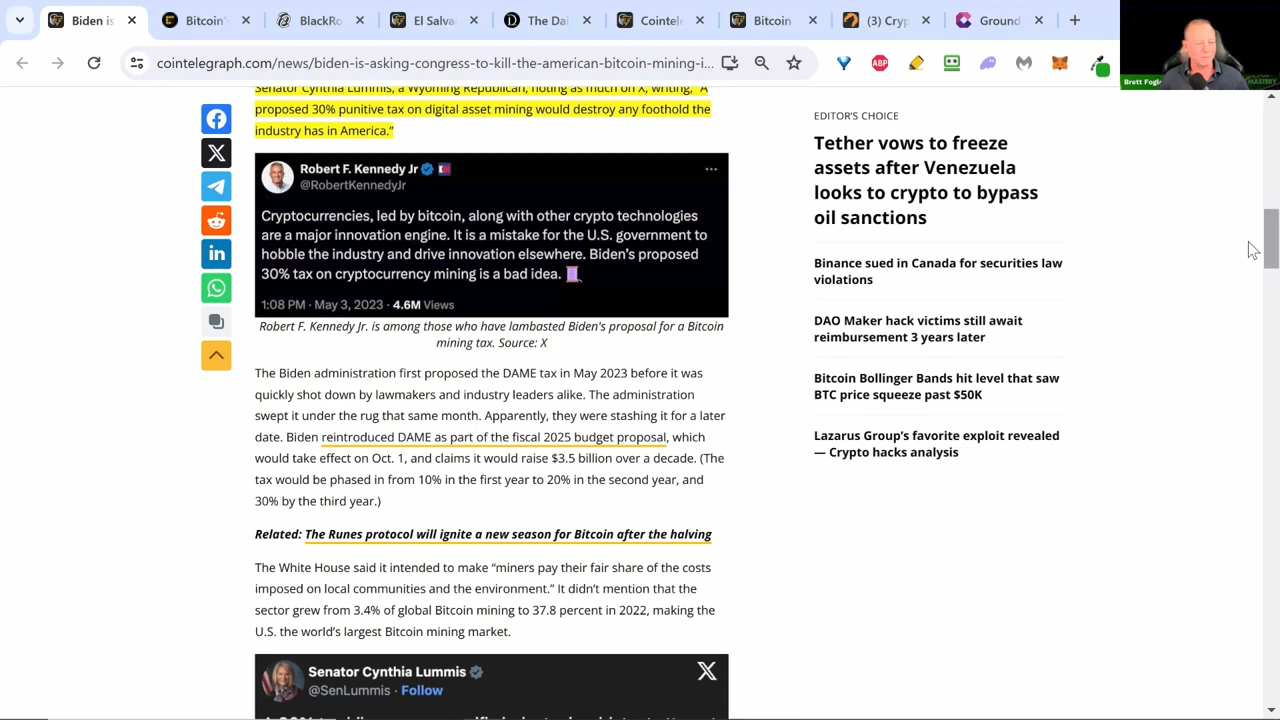 Biden is
Bitcoin's
BlackRo
El Salva
The Dai
Cointele
Bitcoin
(3) Cryp
Ground
cointelegraph.com/news/biden-is-asking-congress-to-kill-the-american-bitcoin-mining-i...
ABP
Brett Fogle
MASTERY
Senator Cynthia Lummis, a Wyoming Republican, noting as much on X, writing, "A
proposed 30% punitive tax on digital asset mining would destroy any foothold the
industry has in America."
Robert F. Kennedy Jr
@RobertKennedyJr
Cryptocurrencies, led by bitcoin, along with other crypto technologies
are a major innovation engine. It is a mistake for the U.S. government to
hobble the industry and drive innovation elsewhere. Biden's proposed
30% tax on cryptocurrency mining is a bad idea.
1:08 PM · May 3, 2023 · 4.6M Views
Robert F. Kennedy Jr. is among those who have lambasted Biden's proposal for a Bitcoin
mining tax. Source: X
The Biden administration first proposed the DAME tax in May 2023 before it was
quickly shot down by lawmakers and industry leaders alike. The administration
swept it under the rug that same month. Apparently, they were stashing it for a later
date. Biden reintroduced DAME as part of the fiscal 2025 budget proposal, which
would take effect on Oct. 1, and claims it would raise $3.5 billion over a decade. (The
tax would be phased in from 10% in the first year to 20% in the second year, and
30% by the third year.)
Related: The Runes protocol will ignite a new season for Bitcoin after the halving
The White House said it intended to make “miners pay their fair share of the costs
imposed on local communities and the environment.” It didn’t mention that the
sector grew from 3.4% of global Bitcoin mining to 37.8 percent in 2022, making the
U.S. the world’s largest Bitcoin mining market.
Senator Cynthia Lummis
@SenLummis · Follow
EDITOR’S CHOICE
Tether vows to freeze
assets after Venezuela
looks to crypto to bypass
oil sanctions
Binance sued in Canada for securities law
violations
DAO Maker hack victims still await
reimbursement 3 years later
Bitcoin Bollinger Bands hit level that saw
BTC price squeeze past $50K
Lazarus Group’s favorite exploit revealed
— Crypto hacks analysis